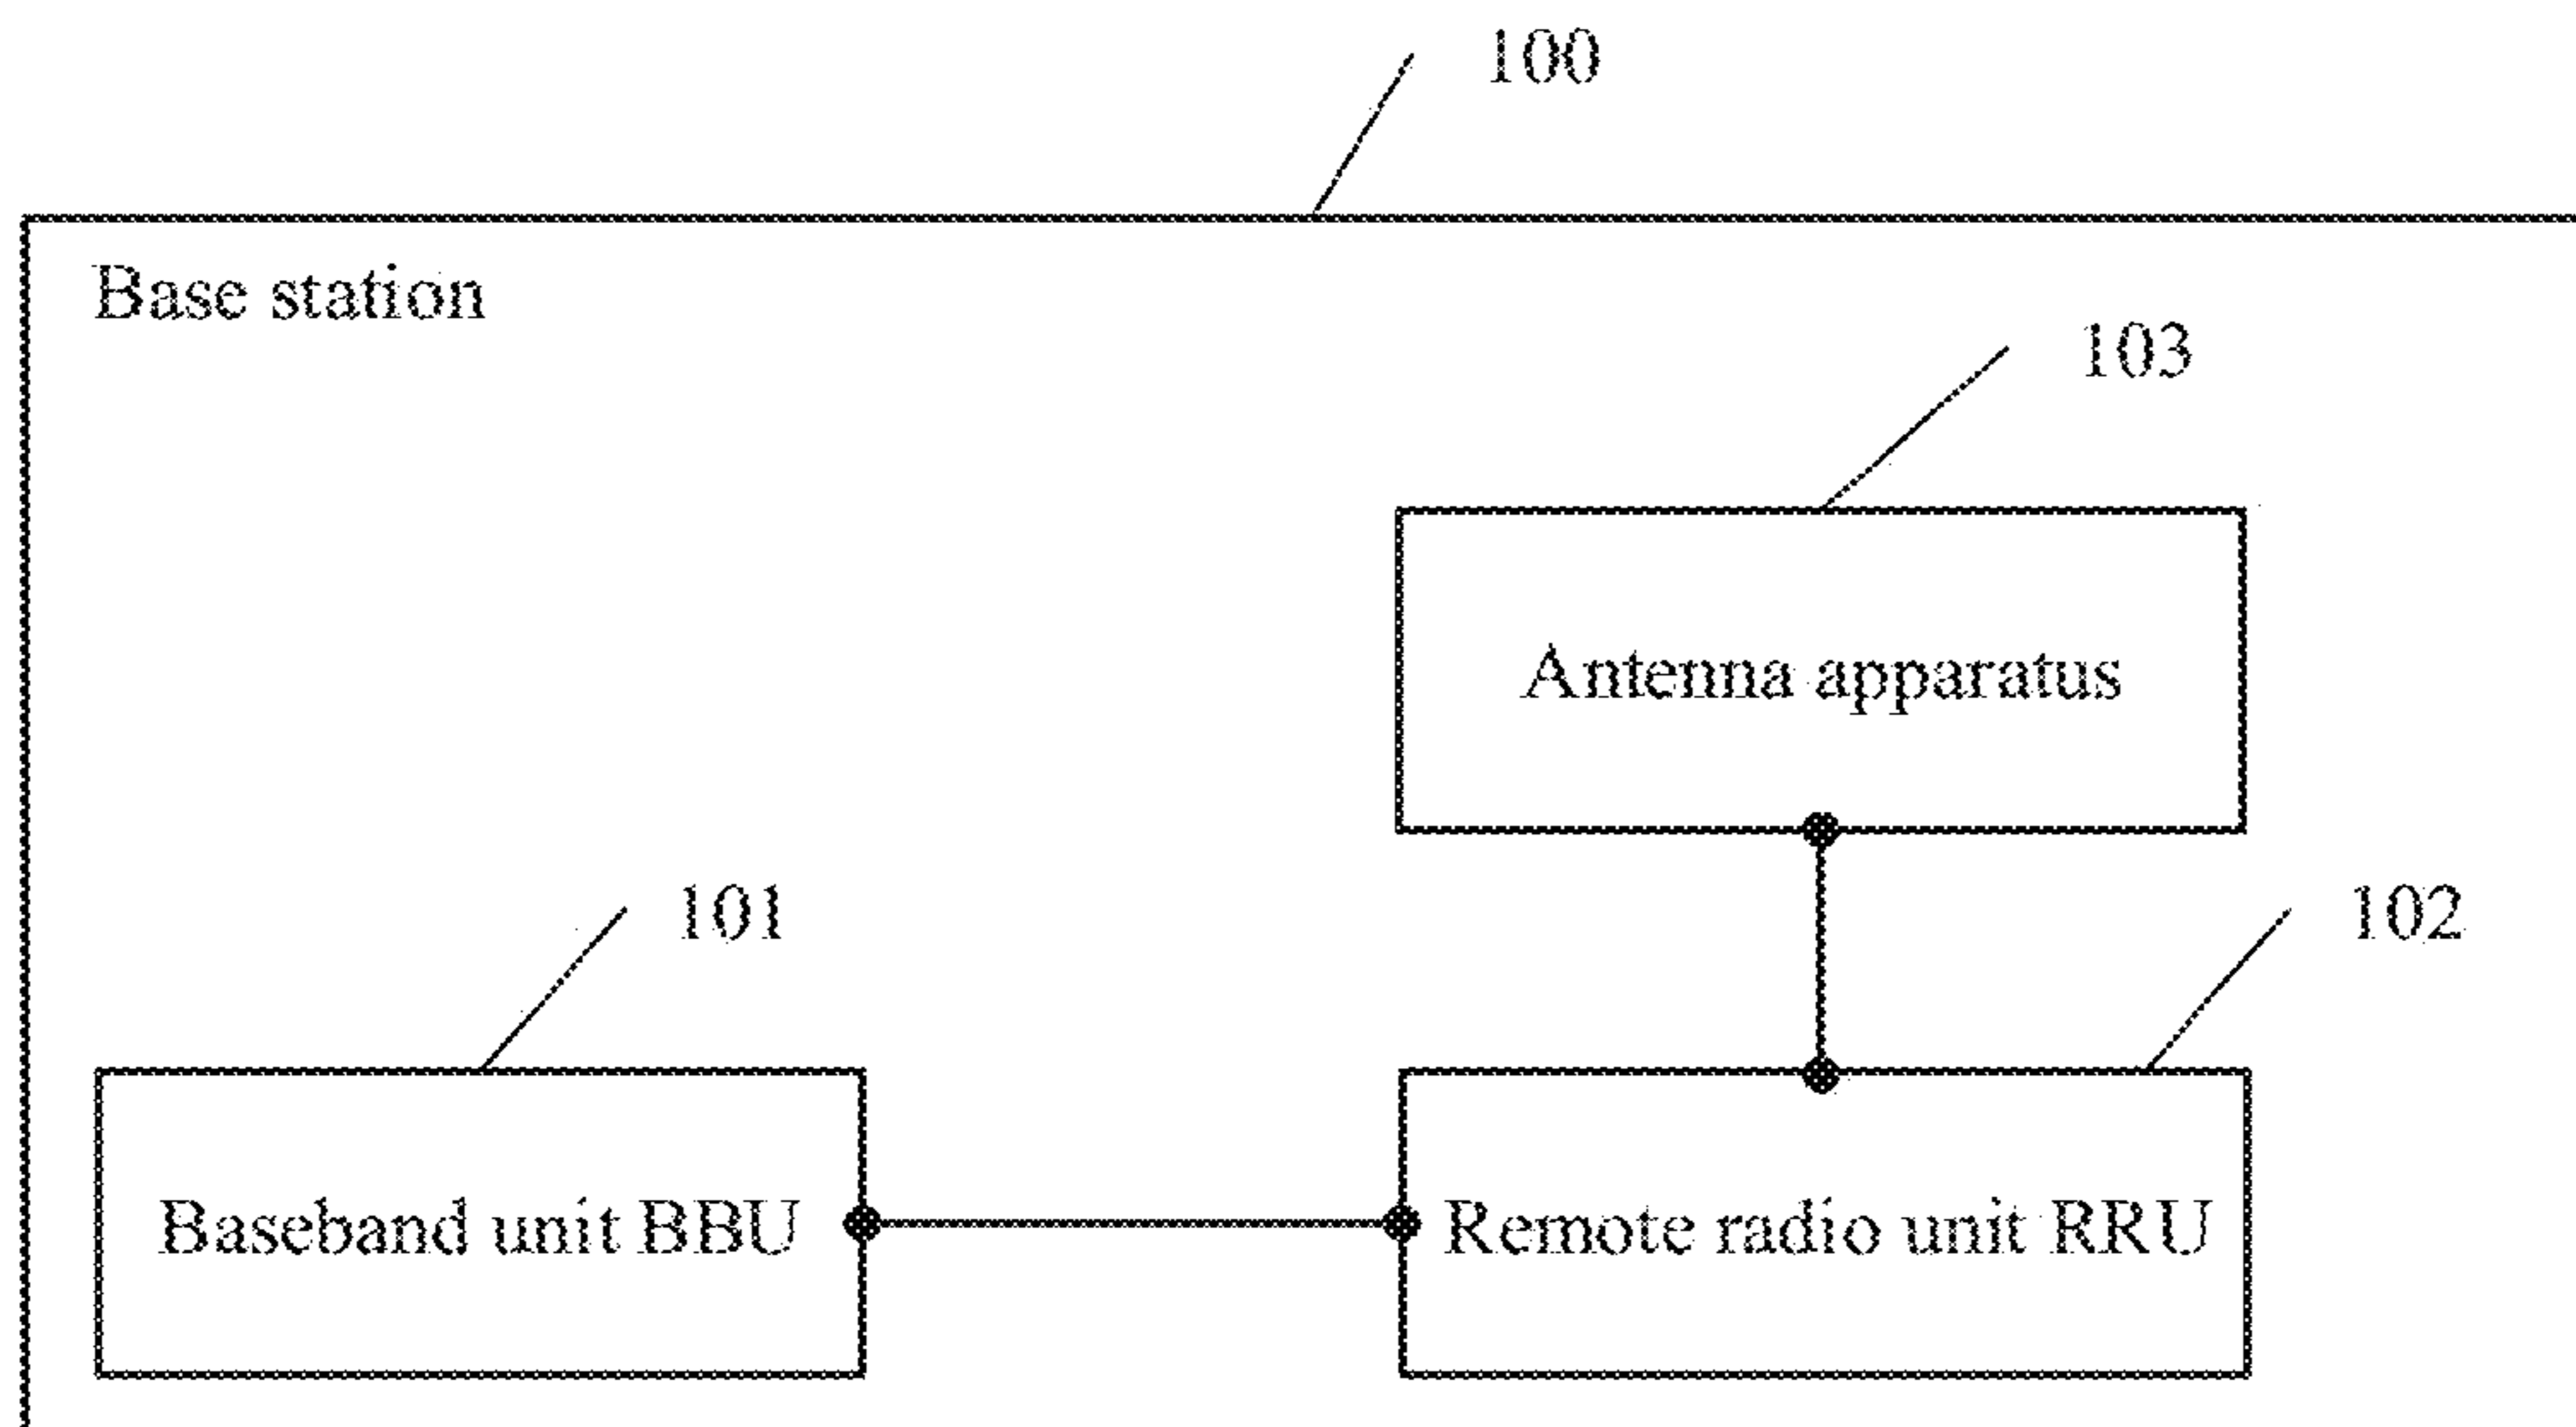 100
Base station
103
Antenna apparatus
101
102
Baseband unit BBU
Remote radio unit RRU